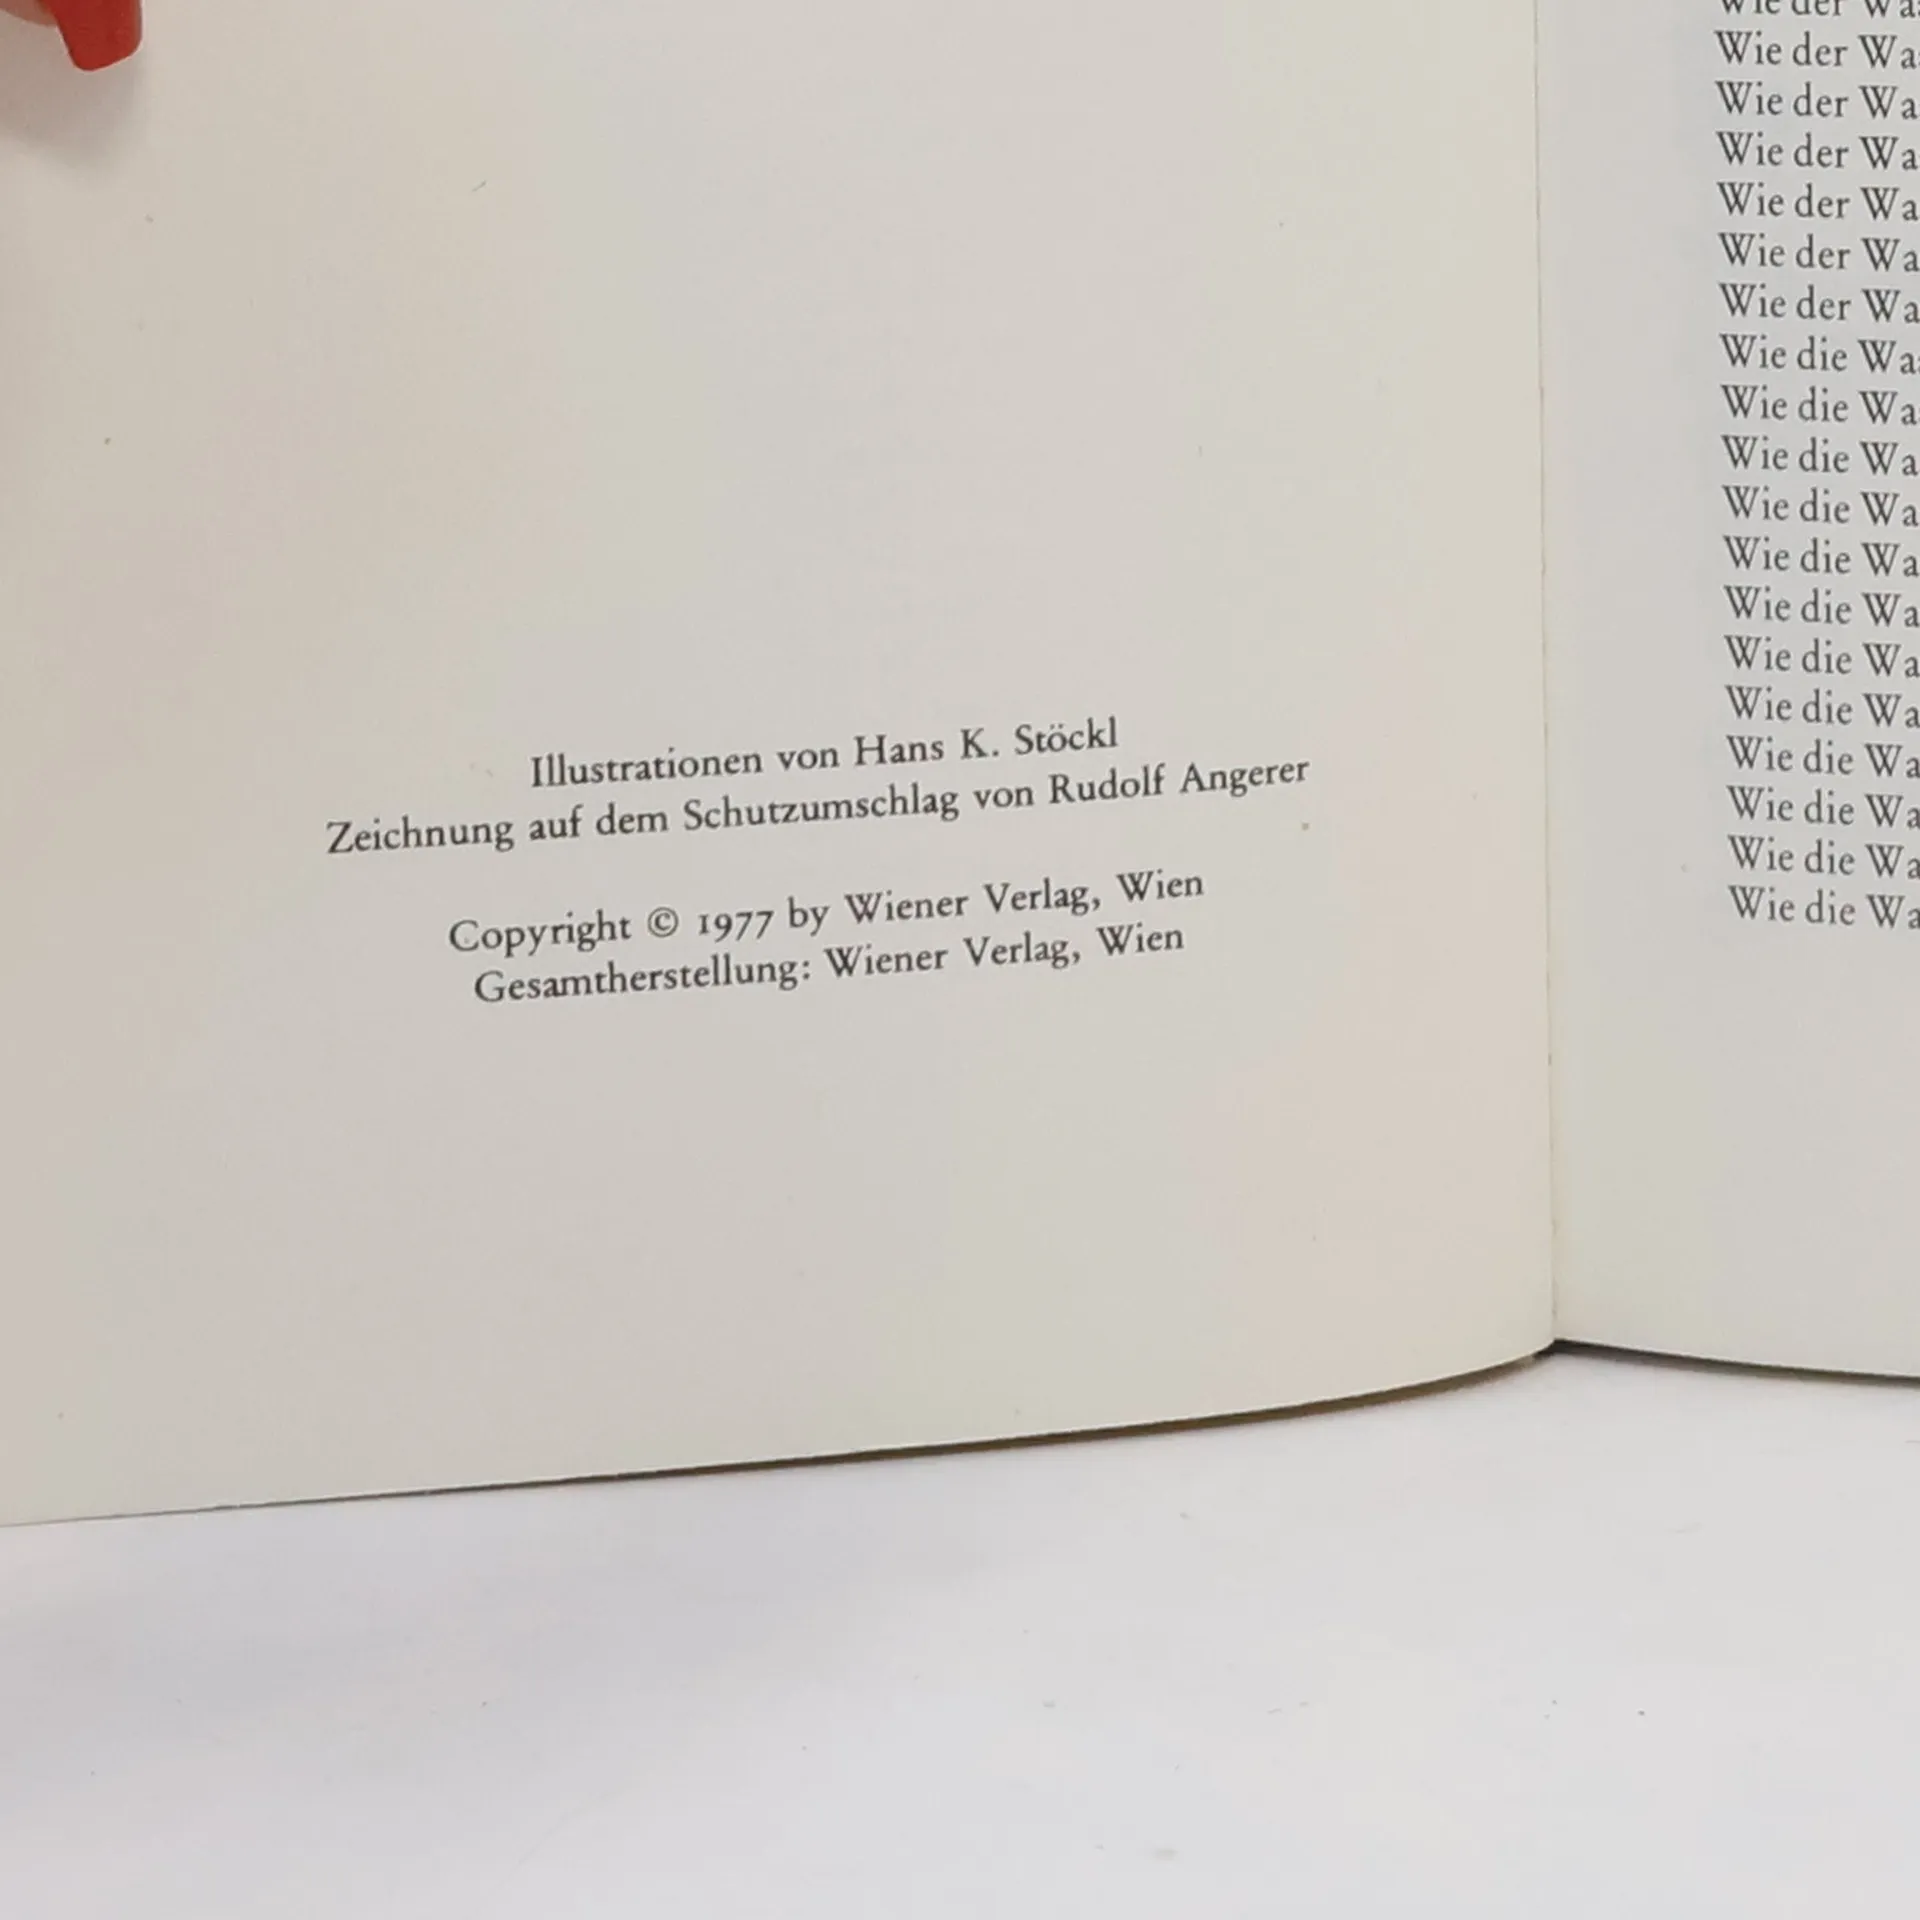 Illustrationen von Hans K. Stöckl
Zeichnung auf dem Schutzumschlag von Rudolf Angerer
Copyright © 1977 by Wiener Verlag, Wien
Gesamtherstellung: Wiener Verlag, Wien
Wie der
Wie der
Wie der
Wie der
Wie der
Wie der
Wie der
Wie die
Wie die
Wie die
Wie die
Wie die
Wie die
Wie die
Wie die
Wie die
Wie die
Wie die
Wie die